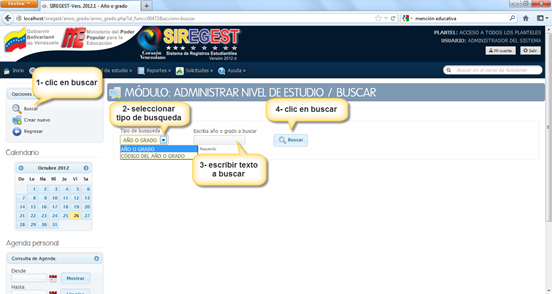 Firefox
SIREGEST-Vers. 2.1.2.1 - Año o grado
localhost/siregest/anno_grado/anno_grado.php?id_func=00473&accion=buscar
mención educativa
Gobierno Bolivariano de Venezuela
Ministerio del Poder Popular para la Educación
Corazón Venezolano
SIREGEST
Sistema de Registros Estudiantiles
PLANTEL: ACCESO A TODOS LOS PLANTELES
USUARIO: ADMINISTRADOR DEL SISTEMA
Mi cuenta
Salir
Inicio
de estudio
Reportes
Solicitudes
Ayuda
Buscar en el panel de funciones
1- clic en buscar
Opciones
Buscar
Crear nuevo
Regresar
MÓDULO: ADMINISTRAR NIVEL DE ESTUDIO / BUSCAR
2- seleccionar tipo de busqueda
4- clic en buscar
Tipo de busqueda
Escriba año o grado a buscar
AÑO O GRADO
Buscar
AÑO O GRADO
Requerido
CÓDIGO DEL AÑO O GRADO
3- escribir texto a buscar
Calendario
Octubre 2012
Do Lu Ma Mi Ju Vi Sa
1 2 3 4 5 6
7 8 9 10 11 12 13
14 15 16 17 18 19 20
21 22 23 24 25 26 27
28 29 30 31
Agenda personal
Consulta de Agenda:
Desde
Mostrar
Hasta